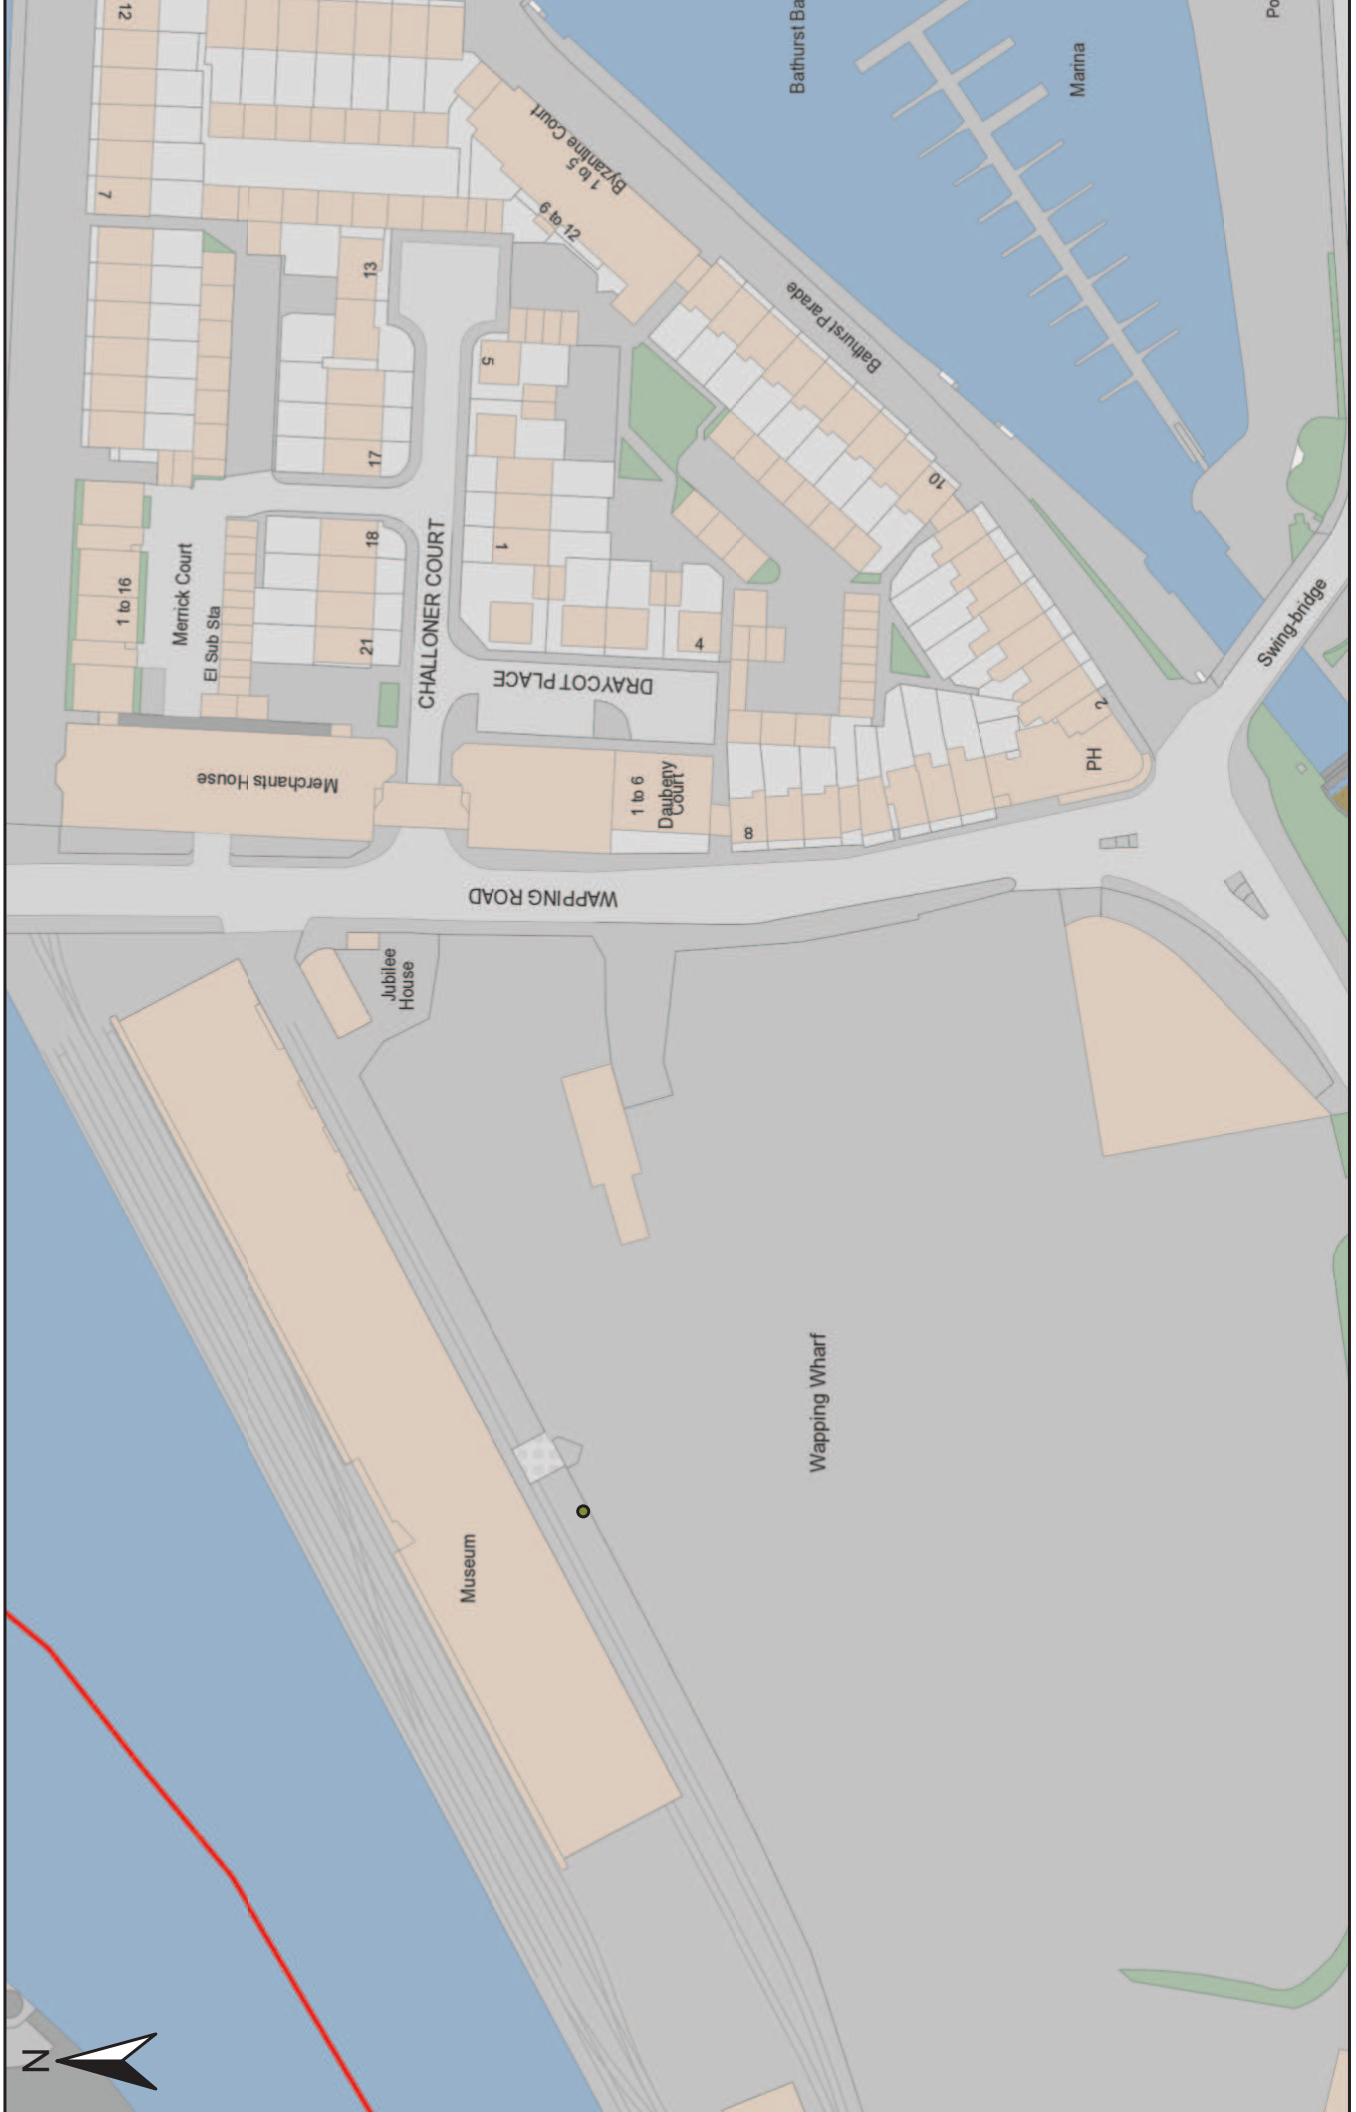 12
7
Bathurst Ba
Marina
Po
Byzantine Court
1 to 5
6 to 12
13
5
Bathurst Parade
17
10
18
1
CHALLONER COURT
1 to 16
Merrick Court
El Sub Sta
21
4
DRAYCOT PLACE
Swing-bridge
2
PH
Merchants House
1 to 6
Daubeny
Court
8
WAPPING ROAD
Jubilee
House
Wapping Wharf
Museum
N